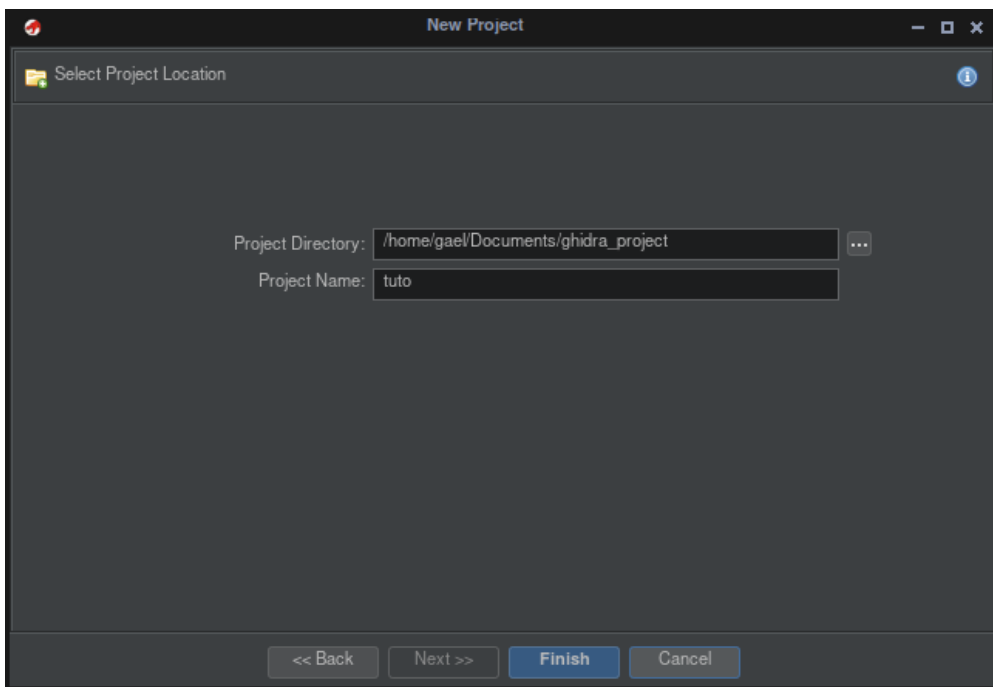 New Project
Select Project Location
Project Directory: /home/gael/Documents/ghidra_project ...
Project Name: tuto
<< Back Next >> Finish Cancel